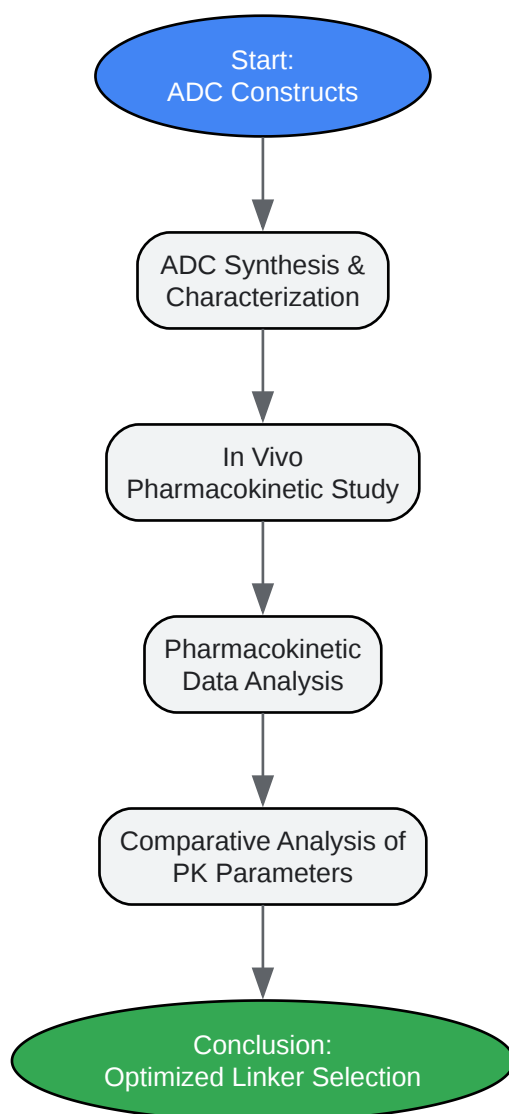 Start:
ADC Constructs
ADC Synthesis &
Characterization
In Vivo
Pharmacokinetic Study
Pharmacokinetic
Data Analysis
Comparative Analysis of
PK Parameters
Conclusion:
Optimized Linker Selection